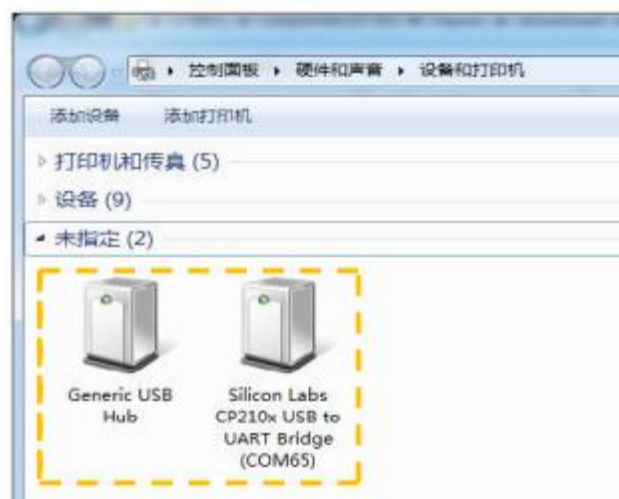 控制面板 ▸ 硬件和声音 ▸ 设备和打印机
添加设备 添加打印机
打印机和传真 (5)
设备 (9)
未指定 (2)
Generic USB
Hub
Silicon Labs
CP210x USB to
UART Bridge
(COM65)